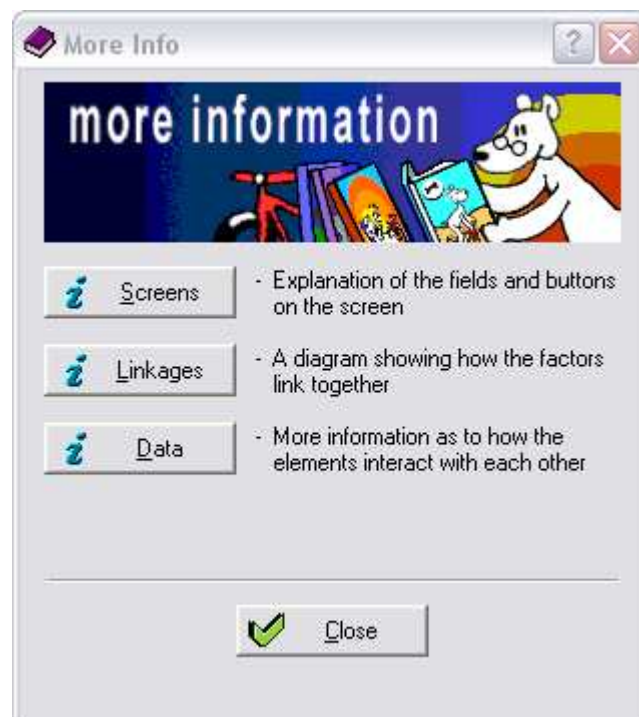 More Info
more information
Screens
- Explanation of the fields and buttons
on the screen
Linkages
- A diagram showing how the factors
link together
Data
- More information as to how the
elements interact with each other
Close